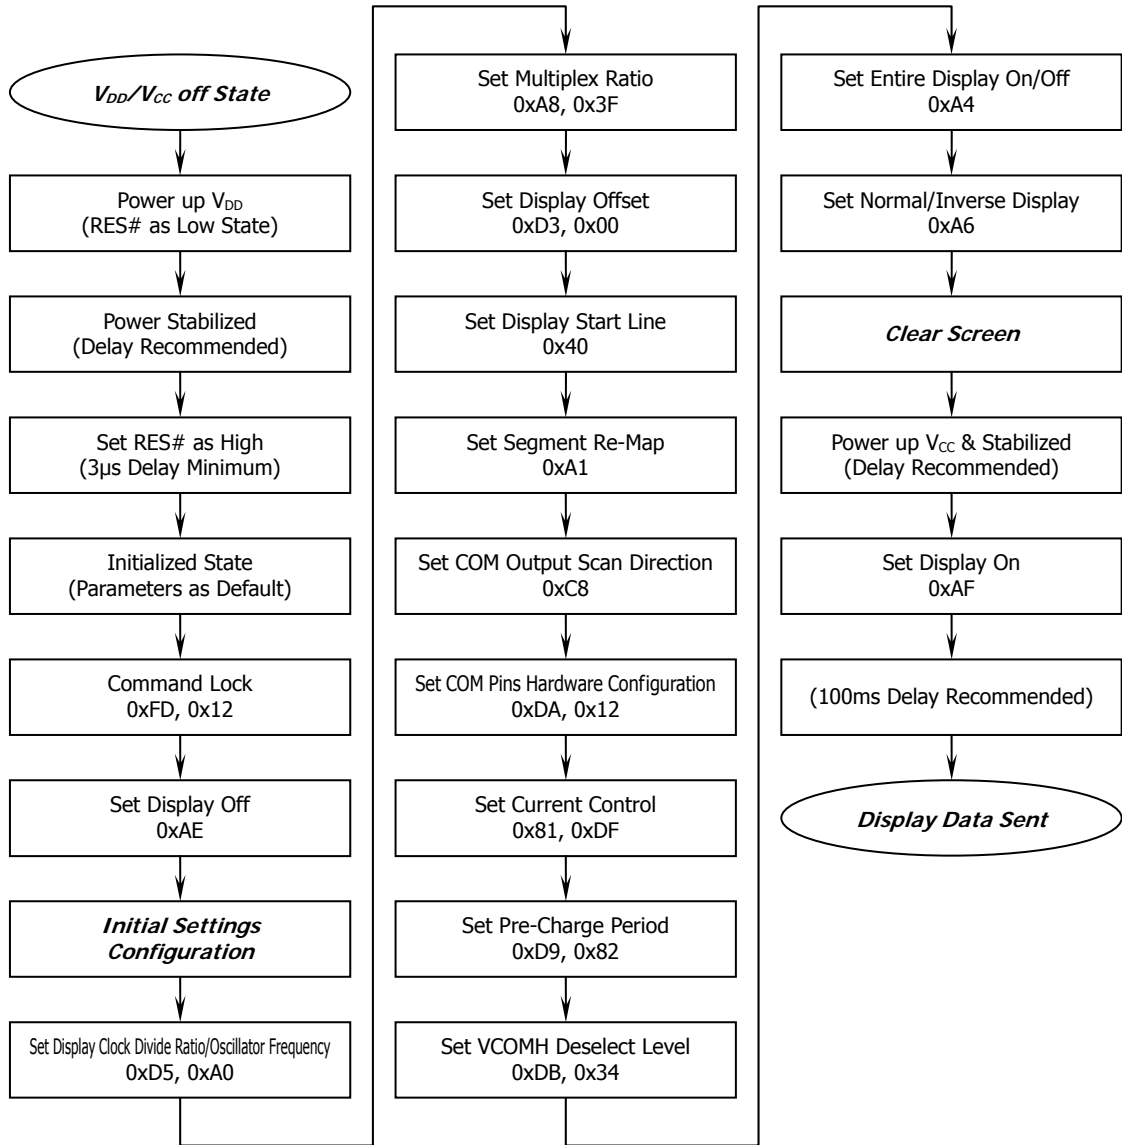 V_DD/V_CC off State
Power up V_DD
(RES# as Low State)
Power Stabilized
(Delay Recommended)
Set RES# as High
(3µs Delay Minimum)
Initialized State
(Parameters as Default)
Command Lock
0xFD, 0x12
Set Display Off
0xAE
Initial Settings
Configuration
Set Display Clock Divide Ratio/Oscillator Frequency
0xD5, 0xA0
Set Multiplex Ratio
0xA8, 0x3F
Set Display Offset
0xD3, 0x00
Set Display Start Line
0x40
Set Segment Re-Map
0xA1
Set COM Output Scan Direction
0xC8
Set COM Pins Hardware Configuration
0xDA, 0x12
Set Current Control
0x81, 0xDF
Set Pre-Charge Period
0xD9, 0x82
Set VCOMH Deselect Level
0xDB, 0x34
Set Entire Display On/Off
0xA4
Set Normal/Inverse Display
0xA6
Clear Screen
Power up V_CC & Stabilized
(Delay Recommended)
Set Display On
0xAF
(100ms Delay Recommended)
Display Data Sent